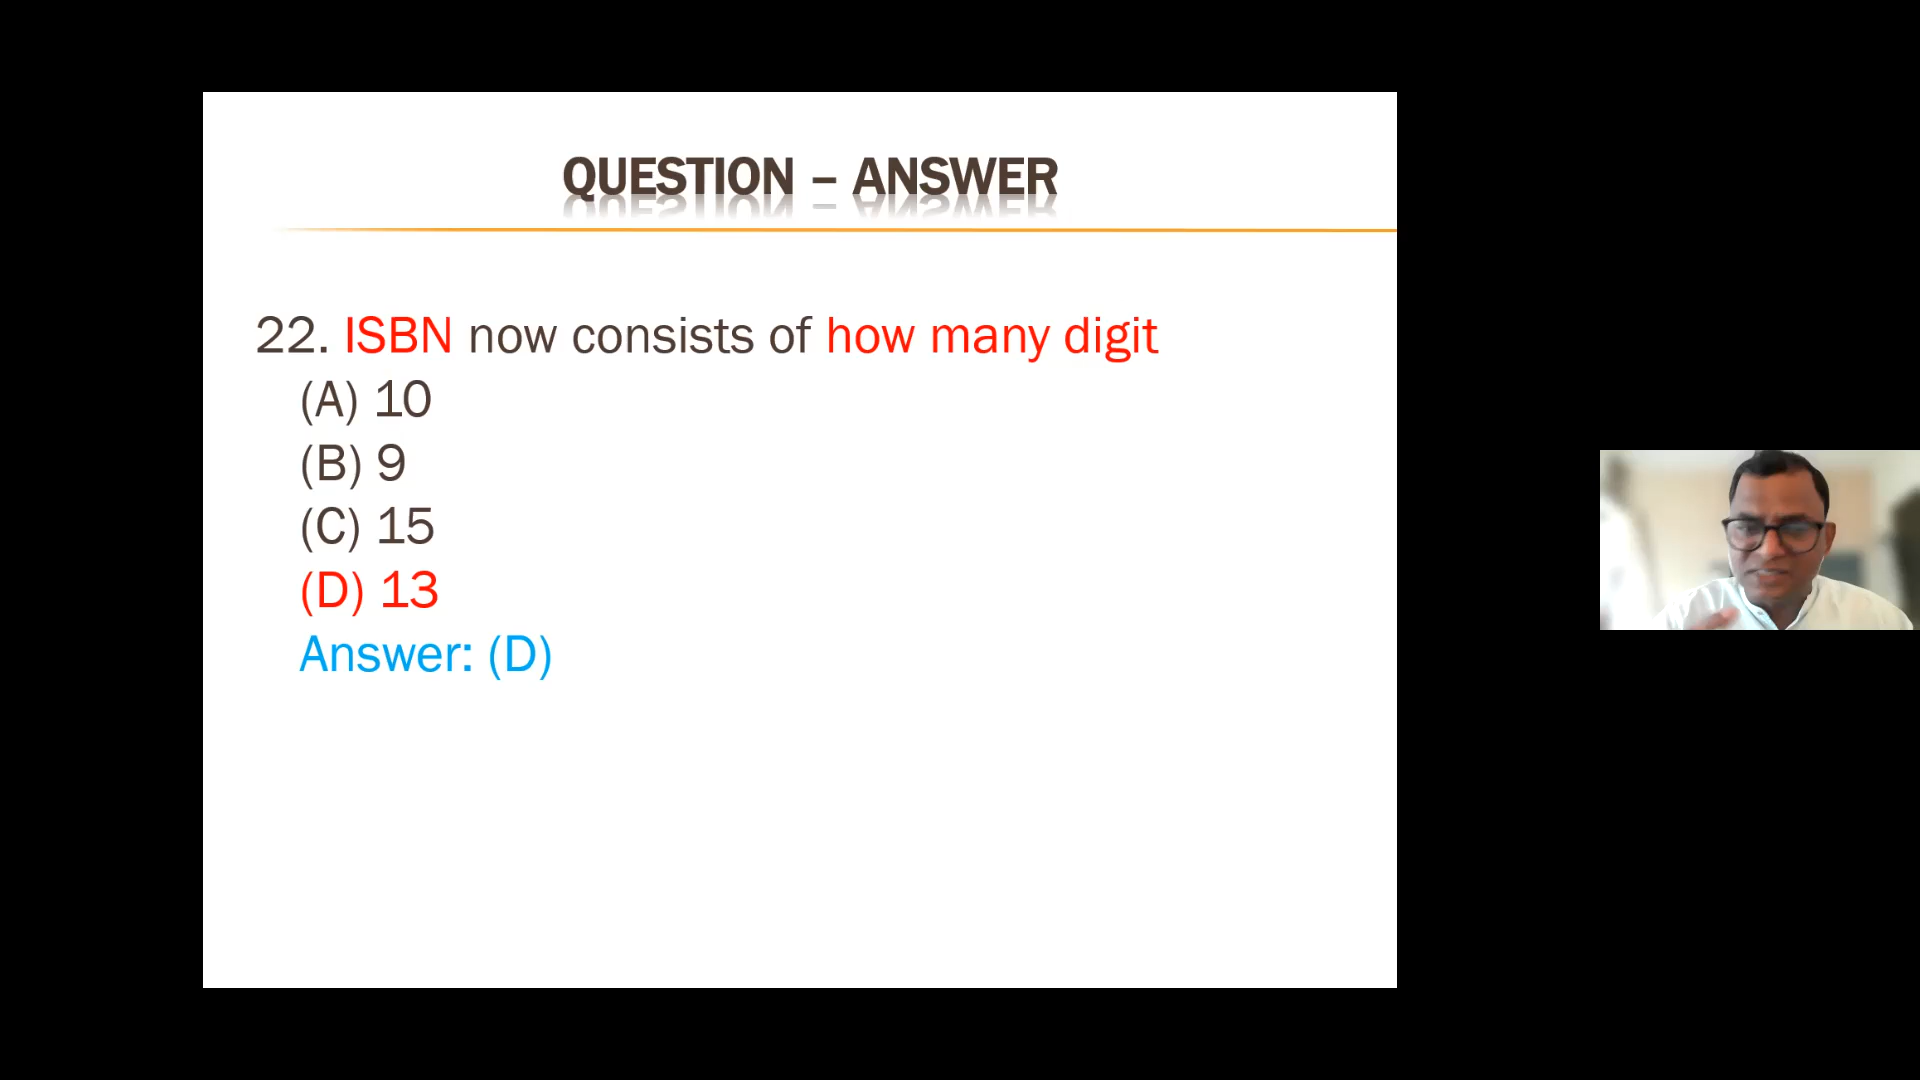 QUESTION – ANSWER
22. ISBN now consists of how many digit
(A) 10
(B) 9
(C) 15
(D) 13
Answer: (D)